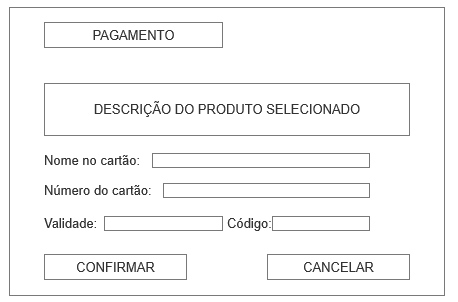 PAGAMENTO
DESCRIÇÃO DO PRODUTO SELECIONADO
Nome no cartão:
Número do cartão:
Validade: Código:
CONFIRMAR CANCELAR